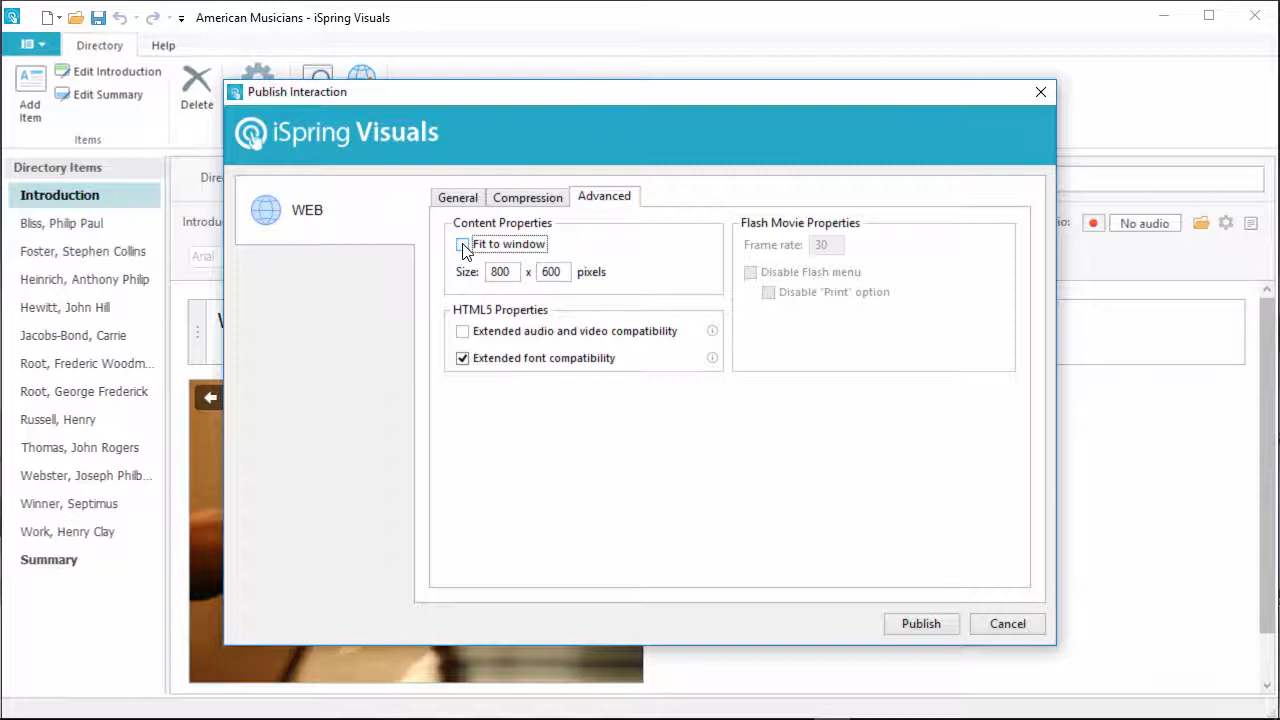 American Musicians - iSpring Visuals
Directory
Help
Add Item
Edit Introduction
Edit Summary
Delete
Items
Publish Interaction
iSpring Visuals
Directory Items
Introduction
Bliss, Philip Paul
Foster, Stephen Collins
Heinrich, Anthony Philip
Hewitt, John Hill
Jacobs-Bond, Carrie
Root, Frederic Woodm...
Root, George Frederick
Russell, Henry
Thomas, John Rogers
Webster, Joseph Philb...
Winner, Septimus
Work, Henry Clay
Summary
Dire
Introdu
Arial
WEB
General
Compression
Advanced
Content Properties
Fit to window
Size: 800 x 600 pixels
HTML5 Properties
Extended audio and video compatibility
Extended font compatibility
Flash Movie Properties
Frame rate: 30
Disable Flash menu
Disable "Print" option
No audio
Publish
Cancel